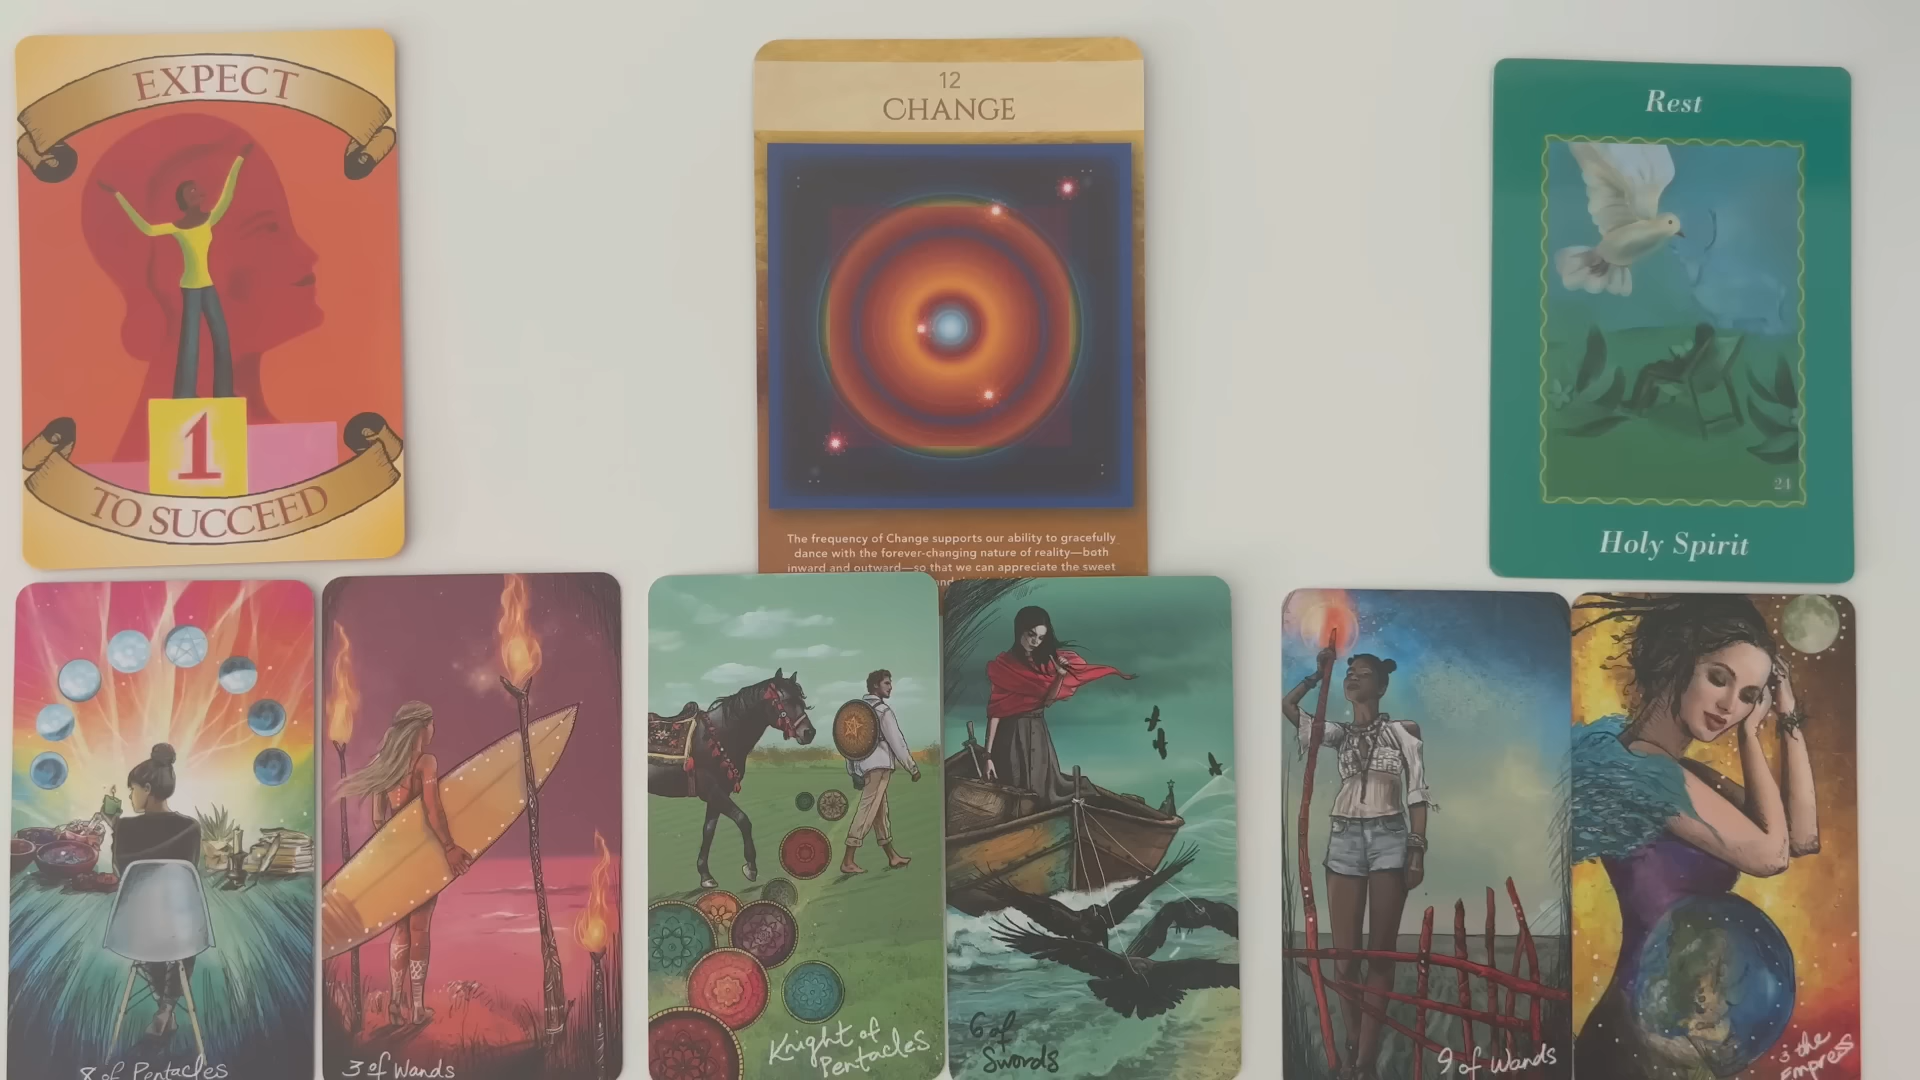 EXPECT
1
TO SUCCEED
12
CHANGE
The frequency of Change supports our ability to gracefully
dance with the forever-changing nature of reality—both
inward and outward—so that we can appreciate the sweet
Rest
24
Holy Spirit
8 of Pentacles
3 of Wands
Knight of
Pentacles
6 of
Swords
9 of Wands
3 the
Empress